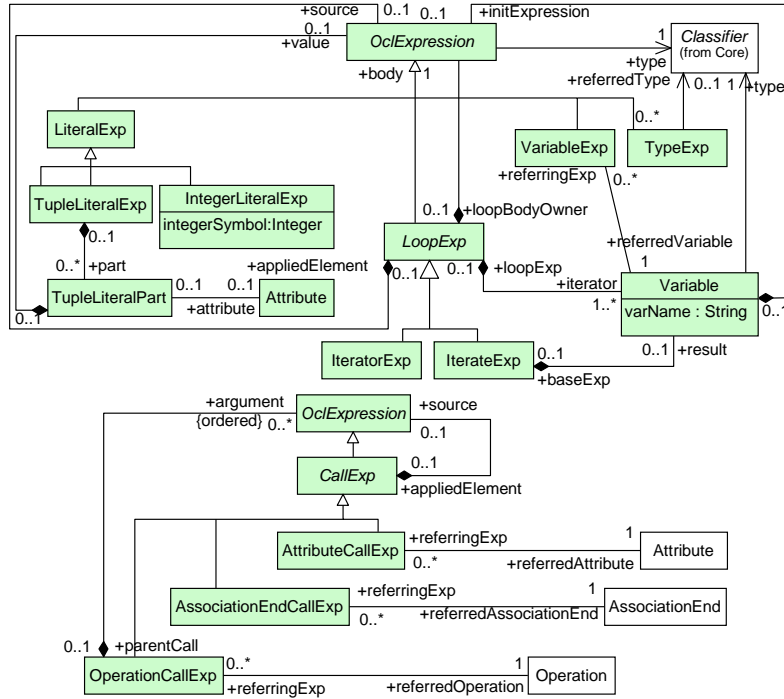 +source
0..1
0..1
+initExpression
0..1
+value
OclExpression
1
Classifier
(from Core)
+type
+body
1
+referredType
0..1
1
+type
LiteralExp
0..*
VariableExp
TypeExp
+referringExp
0..*
TupleLiteralExp
IntegerLiteralExp
integerSymbol:Integer
0..1
0..1
+loopBodyOwner
LoopExp
+referredVariable
0..*
+part
0..1
0..1
+loopExp
1
TupleLiteralPart
0..1
0..1
+appliedElement
+attribute
Attribute
+iterator
1..*
Variable
varName : String
0..1
0..1
IteratorExp
IterateExp
0..1
+baseExp
0..1
+result
+argument
{ordered}
0..*
OclExpression
+source
0..1
CallExp
0..1
+appliedElement
AttributeCallExp
+referringExp
0..*
1
+referredAttribute
Attribute
AssociationEndCallExp
+referringExp
0..*
1
+referredAssociationEnd
AssociationEnd
0..1
+parentCall
OperationCallExp
0..*
+referringExp
1
+referredOperation
Operation